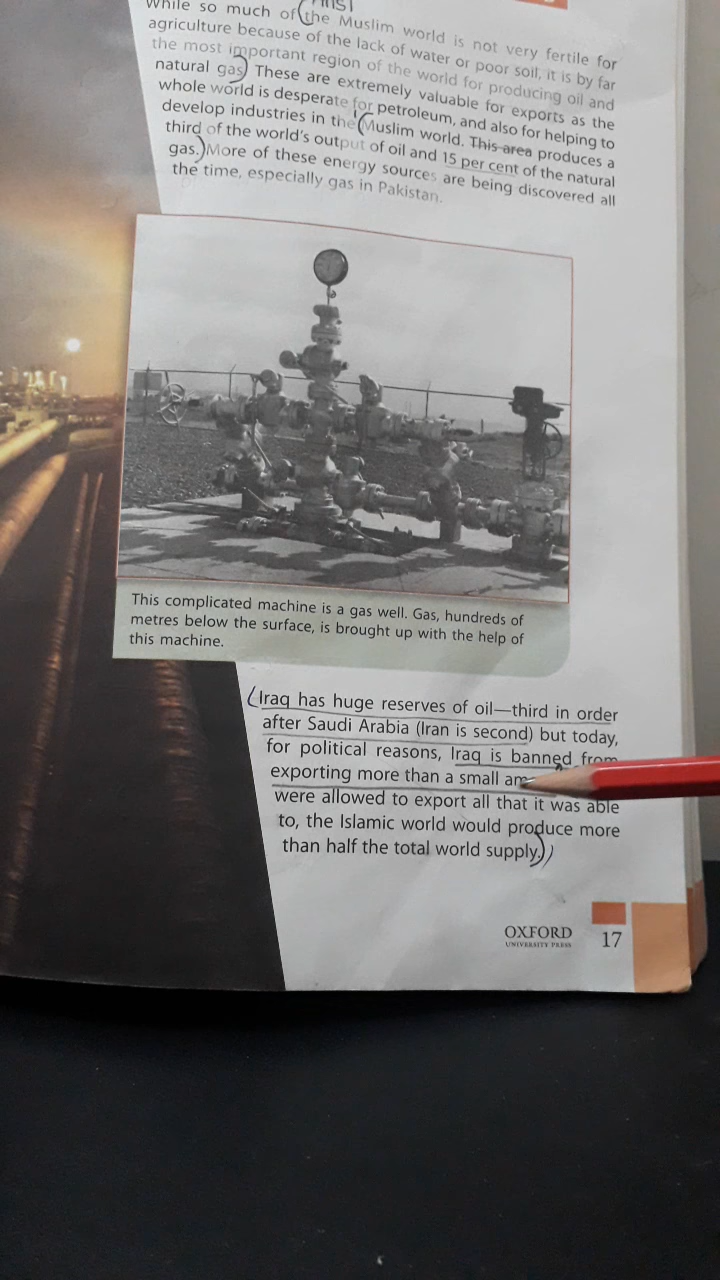 While so much of the Muslim world is not very fertile for
agriculture because of the lack of water or poor soil, it is by far
the most important region of the world for producing oil and
natural gas. These are extremely valuable for exports as the
whole world is desperate for petroleum, and also for helping to
develop industries in the Muslim world. This area produces a
third of the world's output of oil and 15 per cent of the natural
gas. More of these energy sources are being discovered all
the time, especially gas in Pakistan.
This complicated machine is a gas well. Gas, hundreds of
metres below the surface, is brought up with the help of
this machine.
Iraq has huge reserves of oil—third in order
after Saudi Arabia (Iran is second) but today,
for political reasons, Iraq is banned from
exporting more than a small
were allowed to export all that it was able
to, the Islamic world would produce more
than half the total world supply.
OXFORD
UNIVERSITY PRESS
17